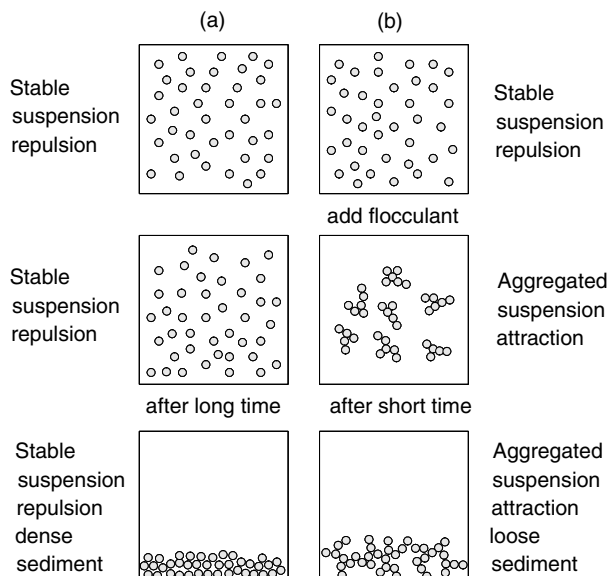 (a)
(b)
Stable
suspension
repulsion
Stable
suspension
repulsion
add flocculant
Stable
suspension
repulsion
Aggregated
suspension
attraction
after long time
after short time
Stable
suspension
repulsion
dense
sediment
Aggregated
suspension
attraction
loose
sediment